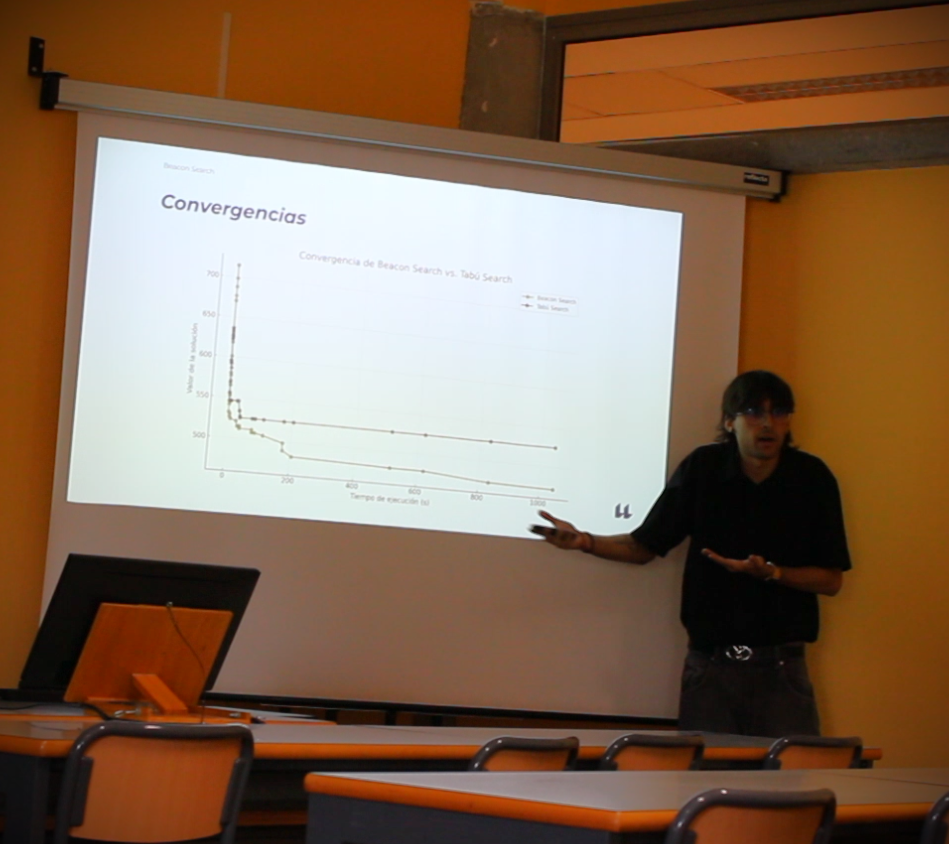 Beacon Search
Convergencias
Convergencia de Beacon Search vs. Tabú Search
Beacon Search
Tabú Search
Valor de la solución
700
650
600
550
500
0
200
400
600
800
1000
Tiempo de ejecución (s)
reflecta